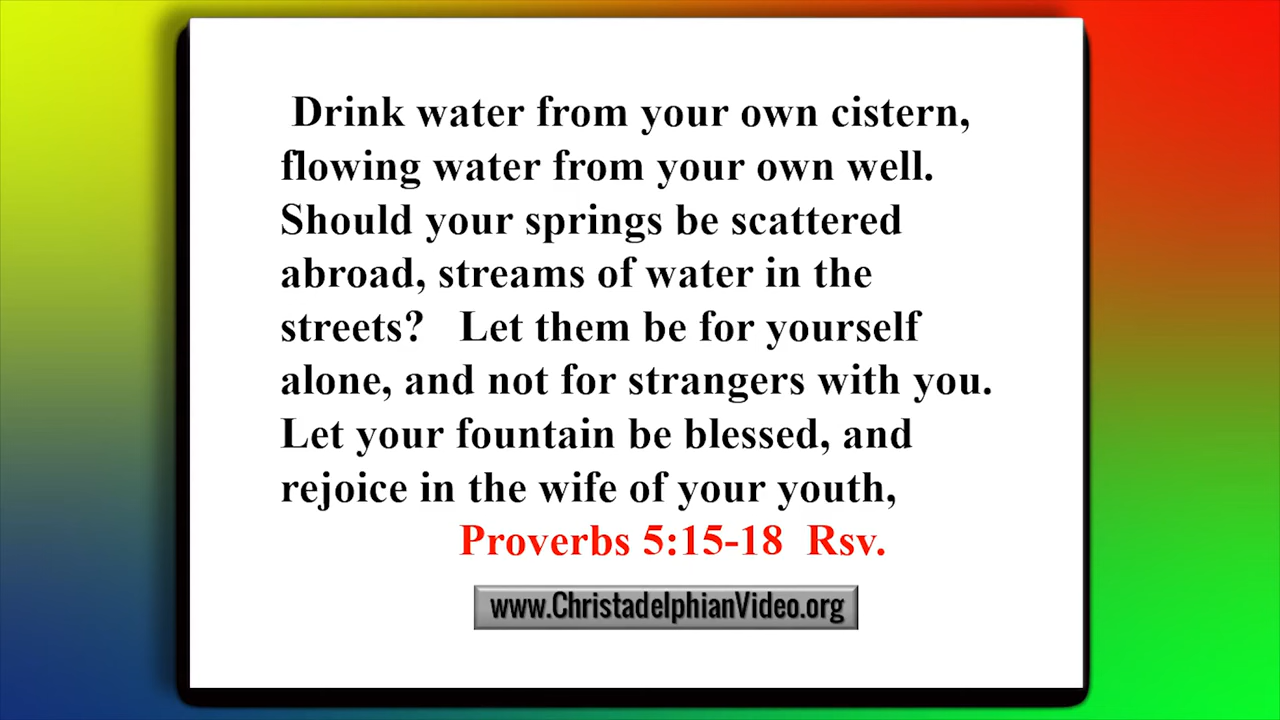 Drink water from your own cistern,
flowing water from your own well.
Should your springs be scattered
abroad, streams of water in the
streets?   Let them be for yourself
alone, and not for strangers with you.
Let your fountain be blessed, and
rejoice in the wife of your youth,
Proverbs 5:15-18  Rsv.
www.ChristadelphianVideo.org